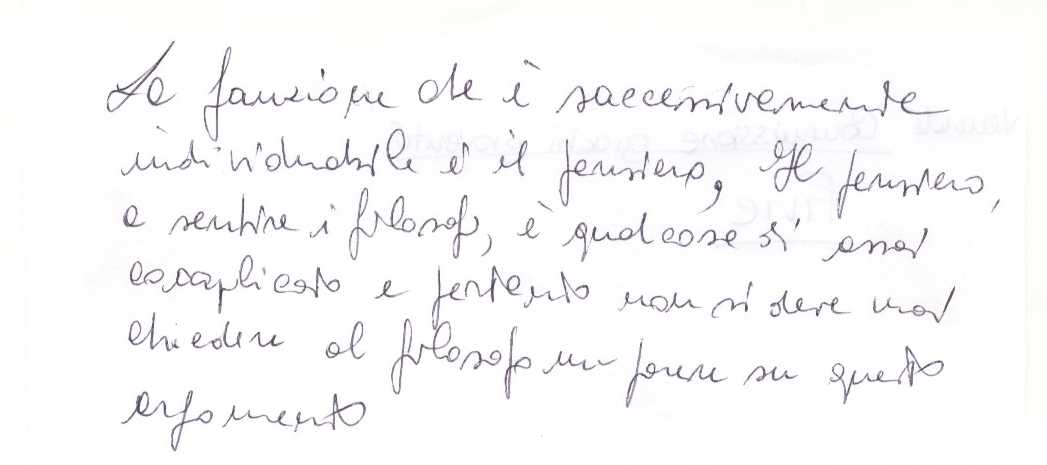 La funzione che è successivamente
individuabile è il pensiero, Il pensiero,
a sentire i filosofi, è qualcosa di assai
complicato e pertanto non si deve mai
chiedere al filosofo un parere su questo
argomento